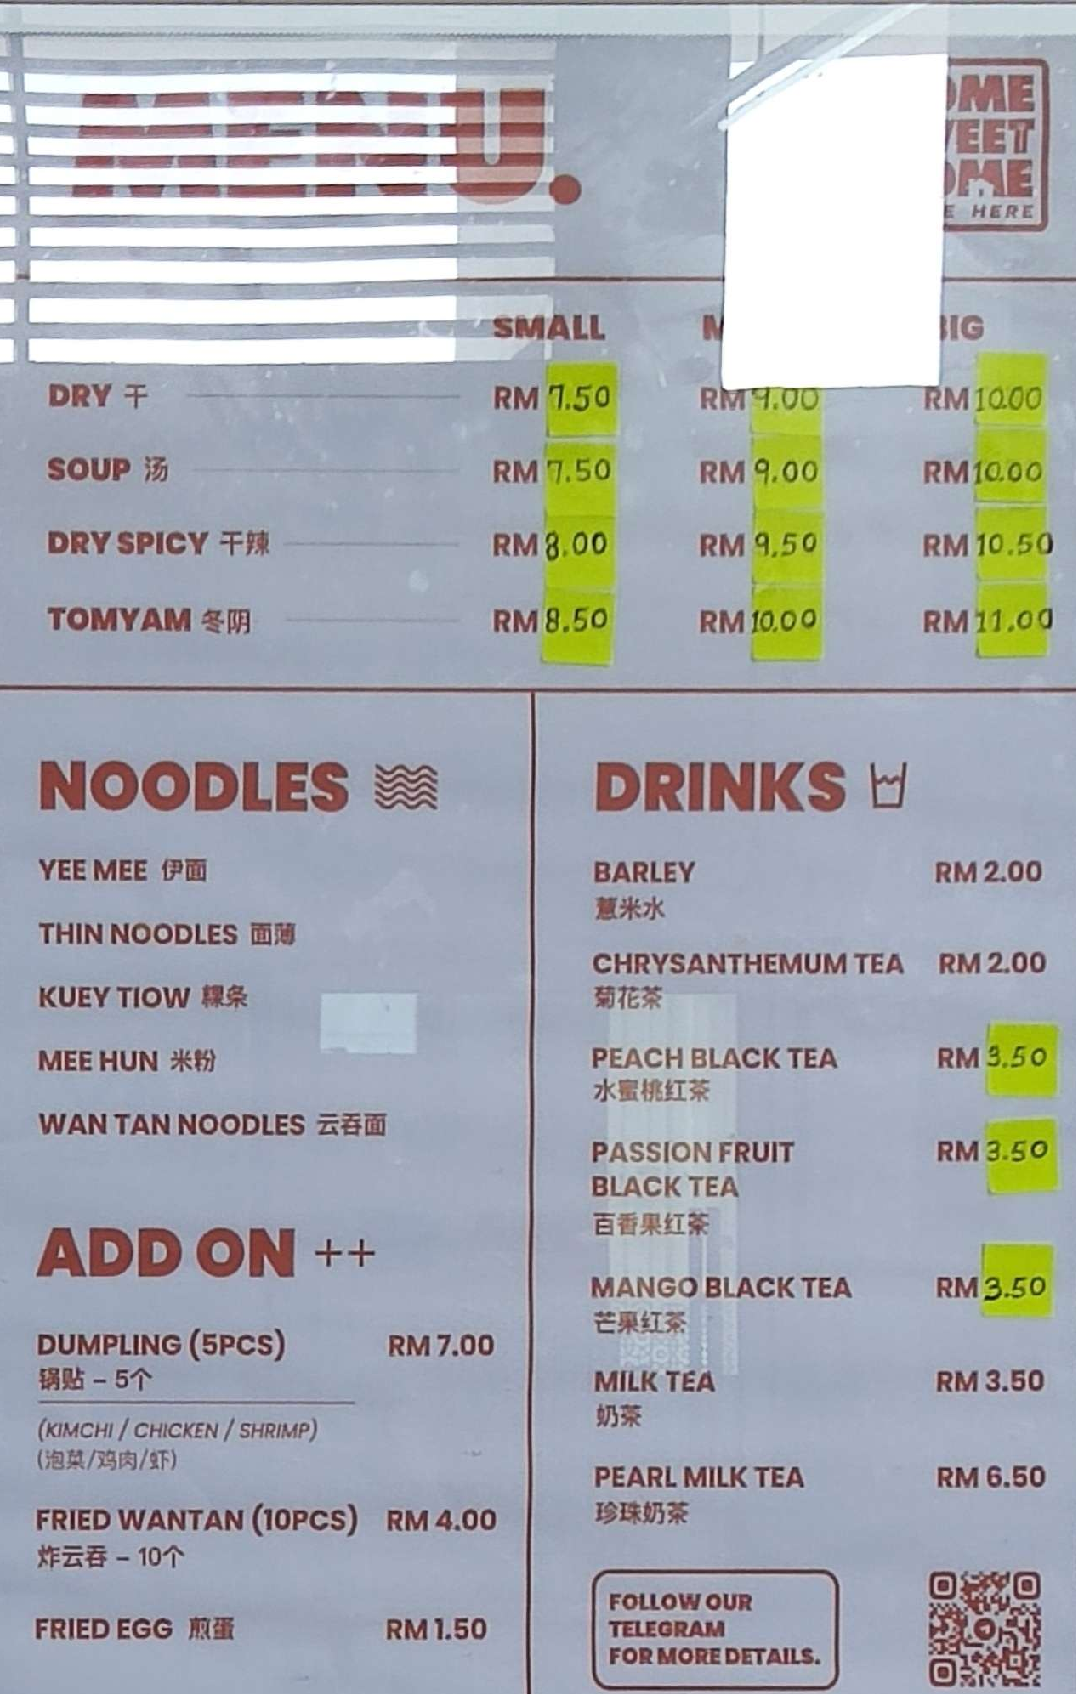 MENU.
OME
EET
OME
E HERE
SMALL M BIG
DRY 干 RM 7.50 RM 9.00 RM 10.00
SOUP 汤 RM 7.50 RM 9.00 RM 10.00
DRY SPICY 干辣 RM 8.00 RM 9.50 RM 10.50
TOMYAM 冬阴 RM 8.50 RM 10.00 RM 11.00
NOODLES
YEE MEE 伊面
THIN NOODLES 面薄
KUEY TIOW 粿条
MEE HUN 米粉
WAN TAN NOODLES 云吞面
ADD ON ++
DUMPLING (5PCS) RM 7.00
锅贴 – 5个
(KIMCHI / CHICKEN / SHRIMP)
(泡菜/鸡肉/虾)
FRIED WANTAN (10PCS) RM 4.00
炸云吞 – 10个
FRIED EGG 煎蛋 RM 1.50
DRINKS
BARLEY RM 2.00
薏米水
CHRYSANTHEMUM TEA RM 2.00
菊花茶
PEACH BLACK TEA RM 3.50
水蜜桃红茶
PASSION FRUIT RM 3.50
BLACK TEA
百香果红茶
MANGO BLACK TEA RM 3.50
芒果红茶
MILK TEA RM 3.50
奶茶
PEARL MILK TEA RM 6.50
珍珠奶茶
FOLLOW OUR
TELEGRAM
FOR MORE DETAILS.